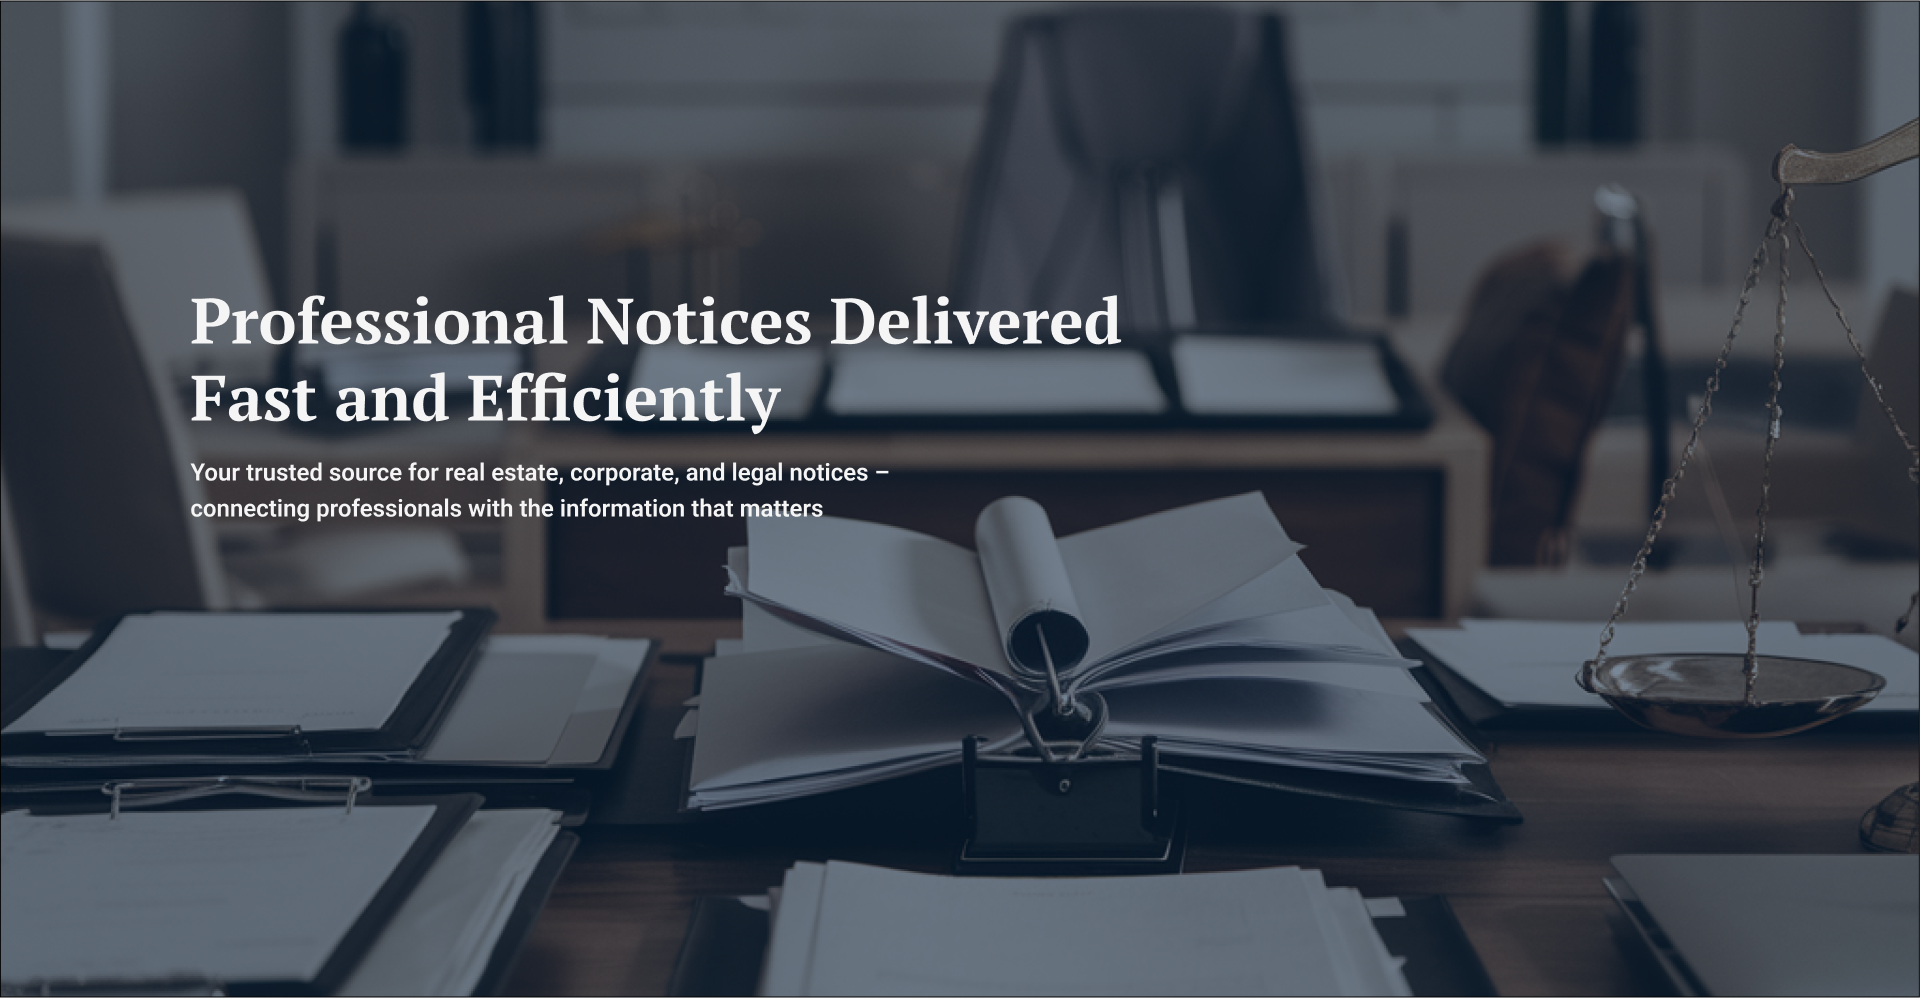 Professional Notices Delivered
Fast and Efficiently
Your trusted source for real estate, corporate, and legal notices –
connecting professionals with the information that matters